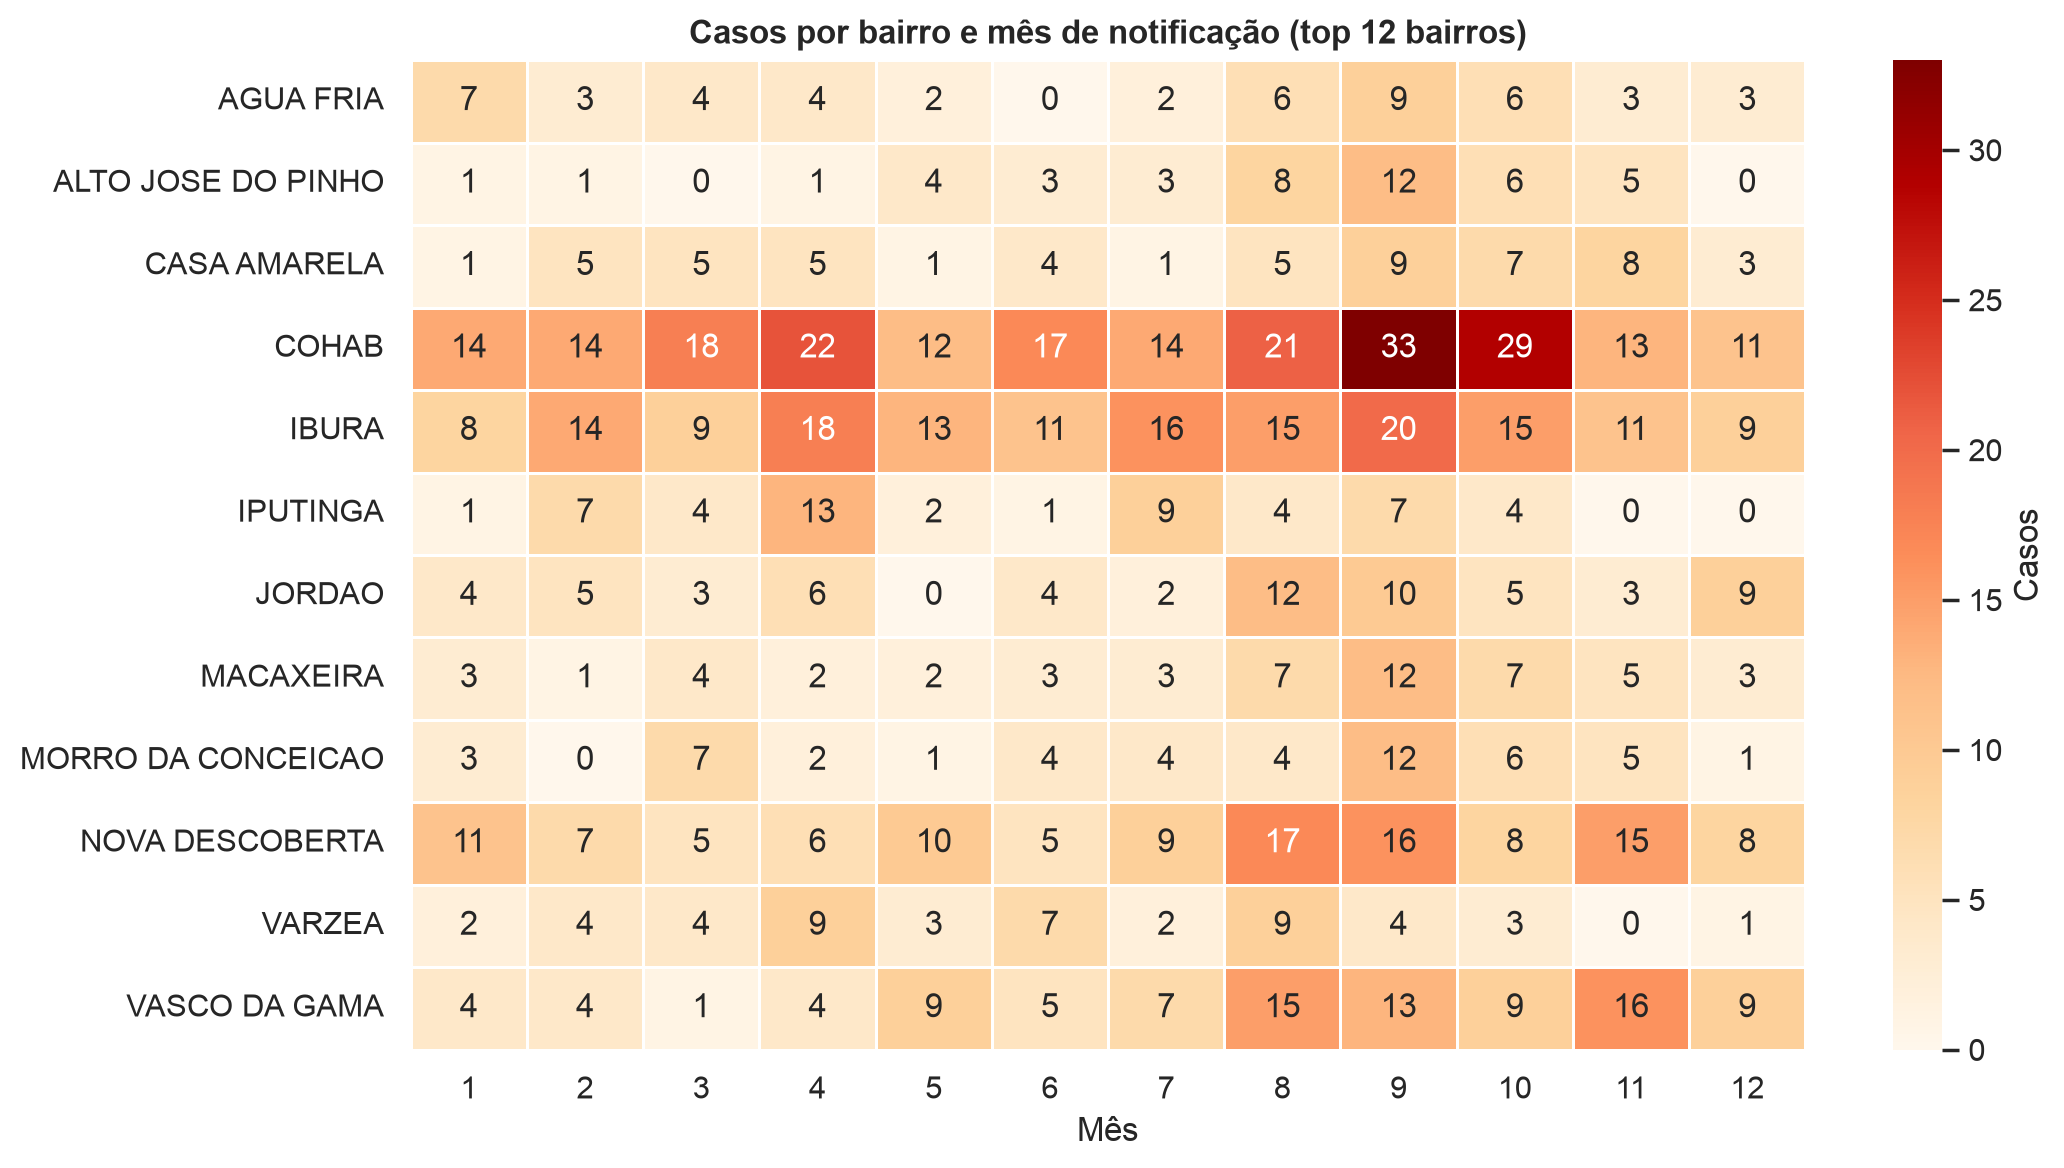 Casos por bairro e mês de notificação (top 12 bairros)
AGUA FRIA 7 3 4 4 2 0 2 6 9 6 3 3
ALTO JOSE DO PINHO 1 1 0 1 4 3 3 8 12 6 5 0
CASA AMARELA 1 5 5 5 1 4 1 5 9 7 8 3
COHAB 14 14 18 22 12 17 14 21 33 29 13 11
IBURA 8 14 9 18 13 11 16 15 20 15 11 9
IPUTINGA 1 7 4 13 2 1 9 4 7 4 0 0
JORDAO 4 5 3 6 0 4 2 12 10 5 3 9
MACAXEIRA 3 1 4 2 2 3 3 7 12 7 5 3
MORRO DA CONCEICAO 3 0 7 2 1 4 4 4 12 6 5 1
NOVA DESCOBERTA 11 7 5 6 10 5 9 17 16 8 15 8
VARZEA 2 4 4 9 3 7 2 9 4 3 0 1
VASCO DA GAMA 4 4 1 4 9 5 7 15 13 9 16 9
1 2 3 4 5 6 7 8 9 10 11 12
Mês
30
25
20
15
10
5
0
Casos